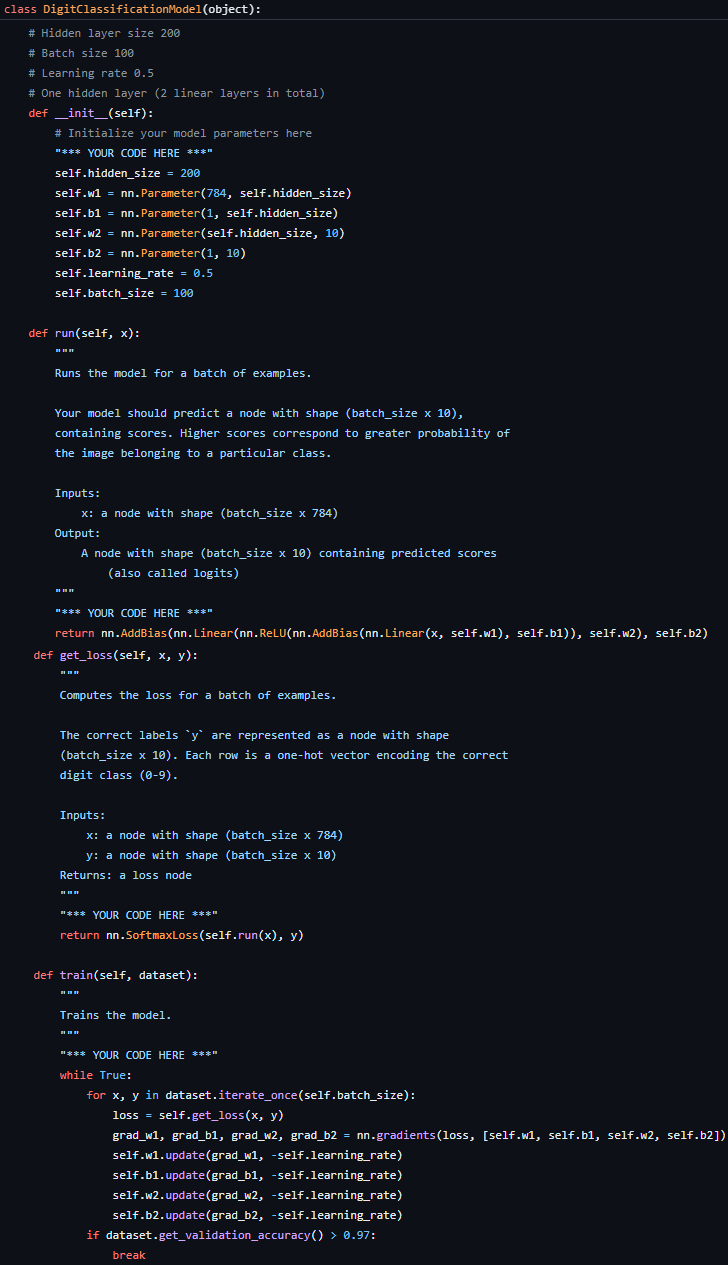 class DigitClassificationModel(object):
# Hidden layer size 200
# Batch size 100
# Learning rate 0.5
# One hidden layer (2 linear layers in total)
def __init__(self):
# Initialize your model parameters here
"*** YOUR CODE HERE ***"
self.hidden_size = 200
self.w1 = nn.Parameter(784, self.hidden_size)
self.b1 = nn.Parameter(1, self.hidden_size)
self.w2 = nn.Parameter(self.hidden_size, 10)
self.b2 = nn.Parameter(1, 10)
self.learning_rate = 0.5
self.batch_size = 100
def run(self, x):
"""
Runs the model for a batch of examples.
Your model should predict a node with shape (batch_size x 10),
containing scores. Higher scores correspond to greater probability of
the image belonging to a particular class.
Inputs:
x: a node with shape (batch_size x 784)
Output:
A node with shape (batch_size x 10) containing predicted scores
(also called logits)
"""
"*** YOUR CODE HERE ***"
return nn.AddBias(nn.Linear(nn.ReLU(nn.AddBias(nn.Linear(x, self.w1), self.b1)), self.w2), self.b2)
def get_loss(self, x, y):
"""
Computes the loss for a batch of examples.
The correct labels `y` are represented as a node with shape
(batch_size x 10). Each row is a one-hot vector encoding the correct
digit class (0-9).
Inputs:
x: a node with shape (batch_size x 784)
y: a node with shape (batch_size x 10)
Returns: a loss node
"""
"*** YOUR CODE HERE ***"
return nn.SoftmaxLoss(self.run(x), y)
def train(self, dataset):
"""
Trains the model.
"""
"*** YOUR CODE HERE ***"
while True:
for x, y in dataset.iterate_once(self.batch_size):
loss = self.get_loss(x, y)
grad_w1, grad_b1, grad_w2, grad_b2 = nn.gradients(loss, [self.w1, self.b1, self.w2, self.b2])
self.w1.update(grad_w1, -self.learning_rate)
self.b1.update(grad_b1, -self.learning_rate)
self.w2.update(grad_w2, -self.learning_rate)
self.b2.update(grad_b2, -self.learning_rate)
if dataset.get_validation_accuracy() > 0.97:
break